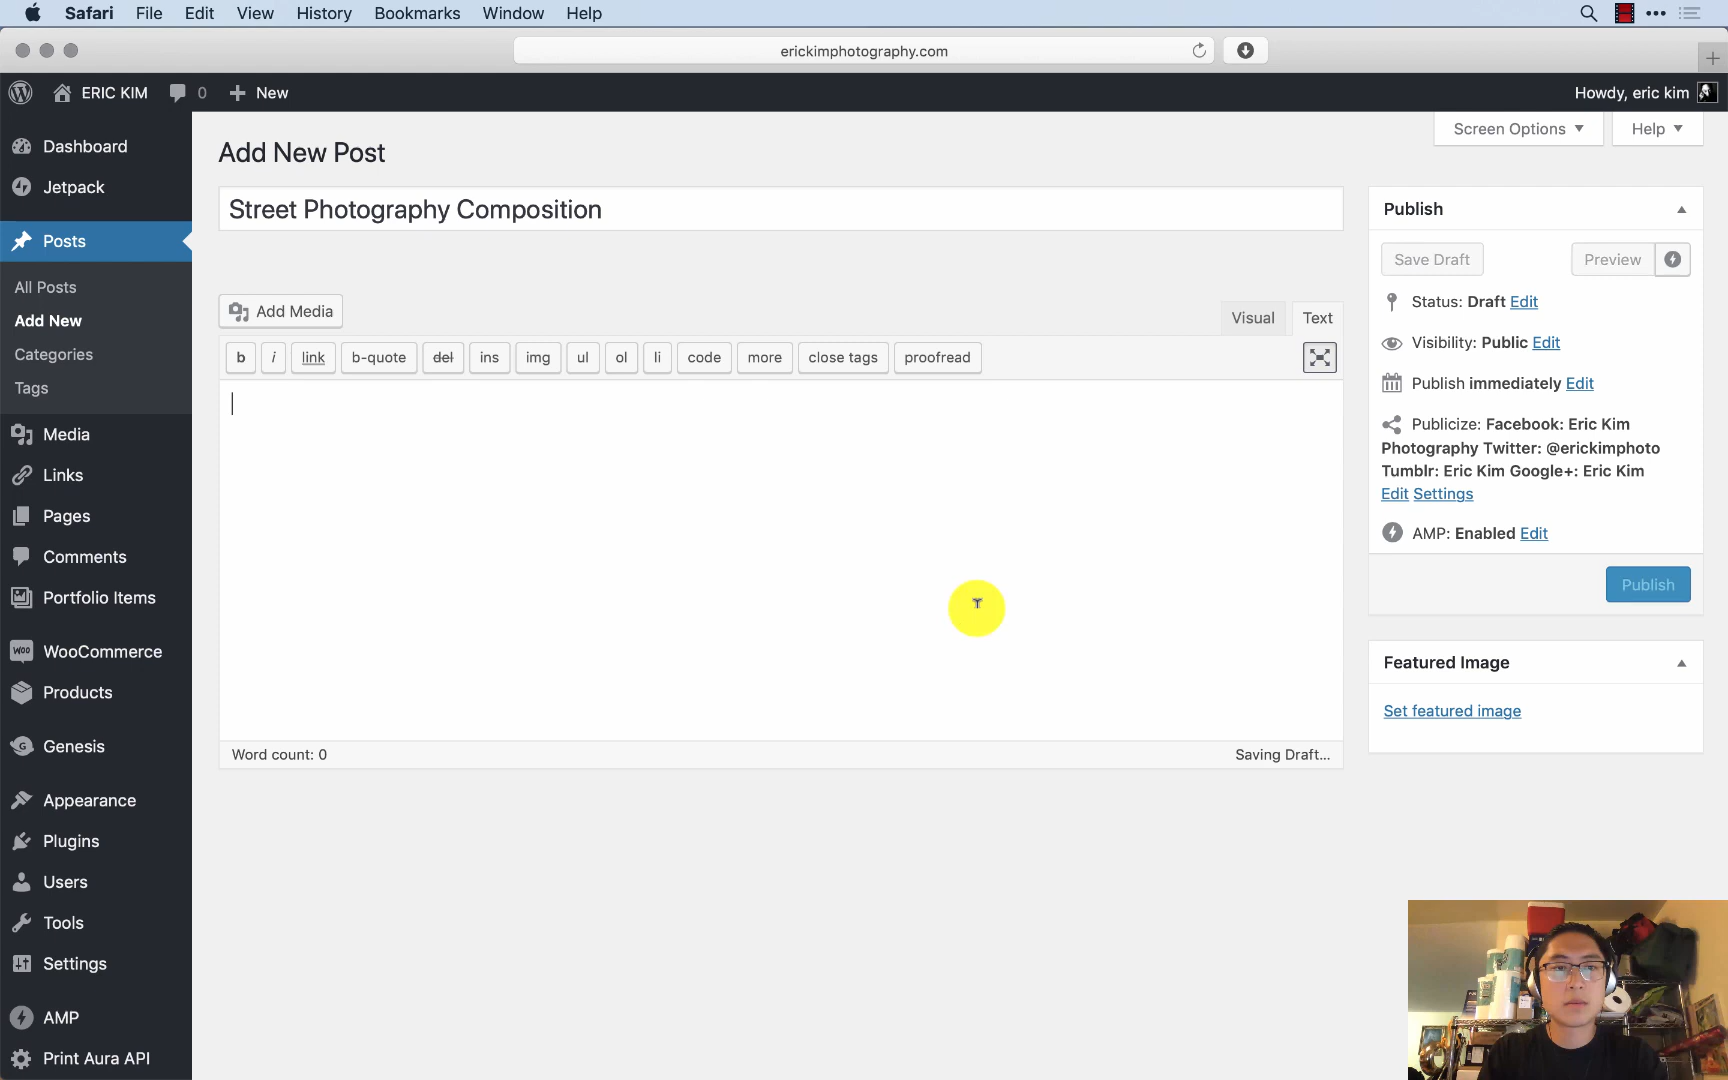 Safari File Edit View History Bookmarks Window Help
erickimphotography.com
ERIC KIM 0 New Howdy, eric kim
Screen Options Help
Dashboard
Jetpack
Posts
All Posts
Add New
Categories
Tags
Media
Links
Pages
Comments
Portfolio Items
WooCommerce
Products
Genesis
Appearance
Plugins
Users
Tools
Settings
AMP
Print Aura API
Add New Post
Street Photography Composition
Add Media
Visual Text
b i link b-quote del ins img ul ol li code more close tags proofread
Word count: 0 Saving Draft...
Publish
Save Draft Preview
Status: Draft Edit
Visibility: Public Edit
Publish immediately Edit
Publicize: Facebook: Eric Kim
Photography Twitter: @erickimphoto
Tumblr: Eric Kim Google+: Eric Kim
Edit Settings
AMP: Enabled Edit
Publish
Featured Image
Set featured image